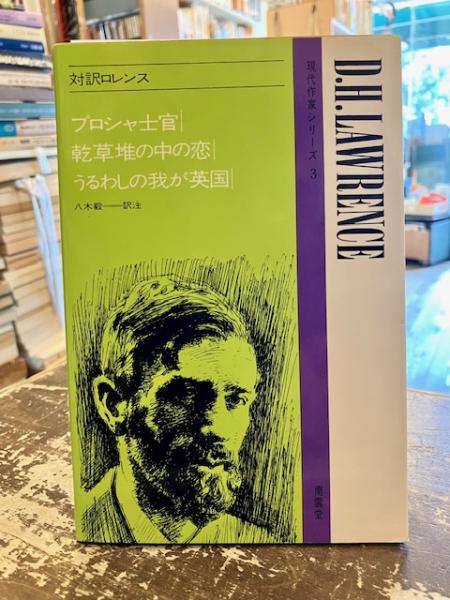 対訳ロレンス
プロシャ士官|
乾草堆の中の恋|
うるわしの我が英国|
八木毅——訳注
現代作家シリーズ 3
D.H. LAWRENCE
南雲堂